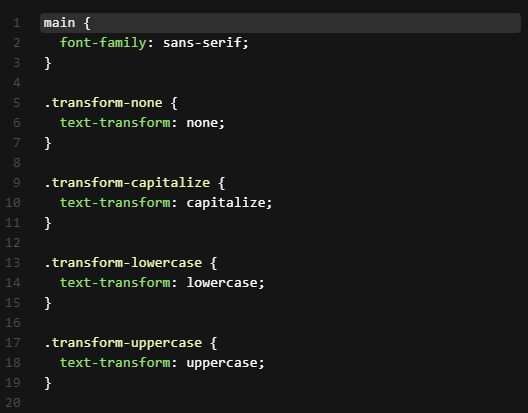 1 main {
2   font-family: sans-serif;
3 }
4
5 .transform-none {
6   text-transform: none;
7 }
8
9 .transform-capitalize {
10   text-transform: capitalize;
11 }
12
13 .transform-lowercase {
14   text-transform: lowercase;
15 }
16
17 .transform-uppercase {
18   text-transform: uppercase;
19 }
20